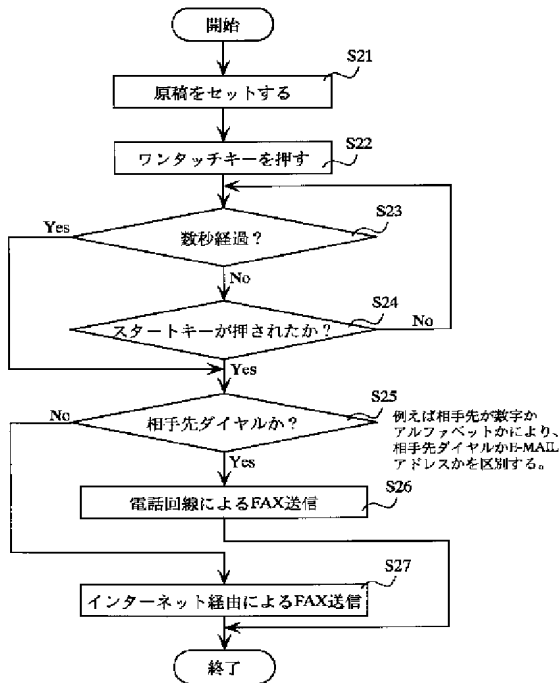 開始
S21
原稿をセットする
S22
ワンタッチキーを押す
S23
Yes
数秒経過?
No
S24
スタートキーが押されたか?
No
Yes
S25
No
相手先ダイヤルか?
例えば相手先が数字か
アルファベットかにより、
相手先ダイヤルかE-MAIL
アドレスかを区別する。
Yes
S26
電話回線によるFAX送信
S27
インターネット経由によるFAX送信
終了